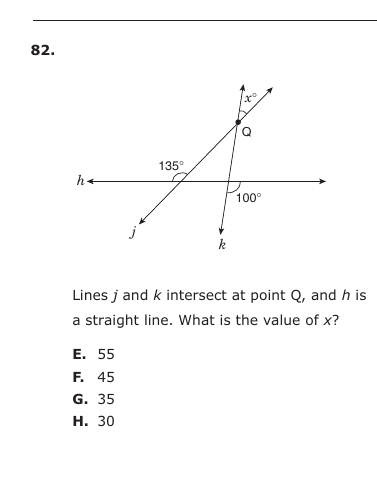 82.
x°
Q
135°
h
100°
j
k
Lines j and k intersect at point Q, and h is
a straight line. What is the value of x?
E. 55
F. 45
G. 35
H. 30